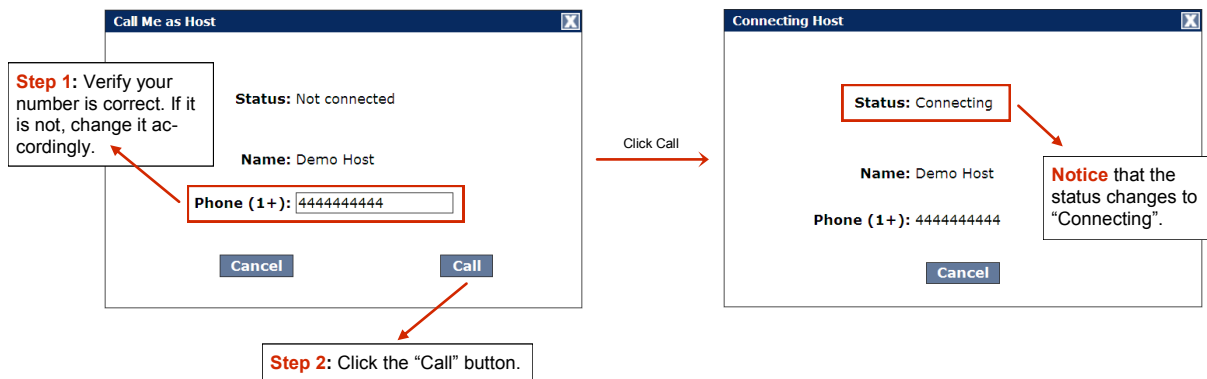 Call Me as Host
X
Step 1: Verify your
number is correct. If it
is not, change it ac-
cordingly.
Status: Not connected
Name: Demo Host
Phone (1+): 4444444444
Cancel
Call
Step 2: Click the “Call” button.
Click Call
Connecting Host
X
Status: Connecting
Name: Demo Host
Phone (1+): 4444444444
Notice that the
status changes to
“Connecting”.
Cancel